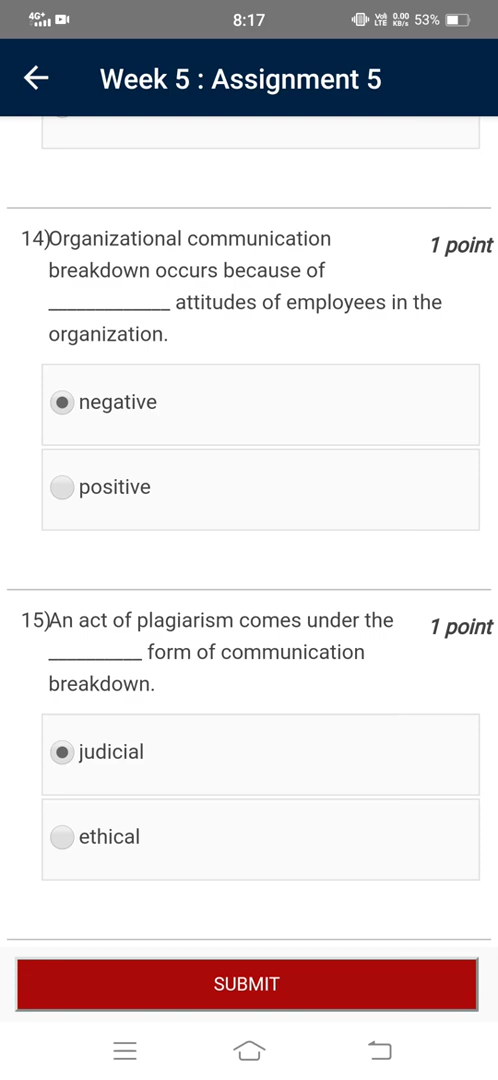 4G+ 8:17 Vo) LTE 0.00 KB/s 53%
Week 5 : Assignment 5
14)Organizational communication
1 point
breakdown occurs because of
____________ attitudes of employees in the
organization.
negative
positive
15)An act of plagiarism comes under the
1 point
_________ form of communication
breakdown.
judicial
ethical
SUBMIT